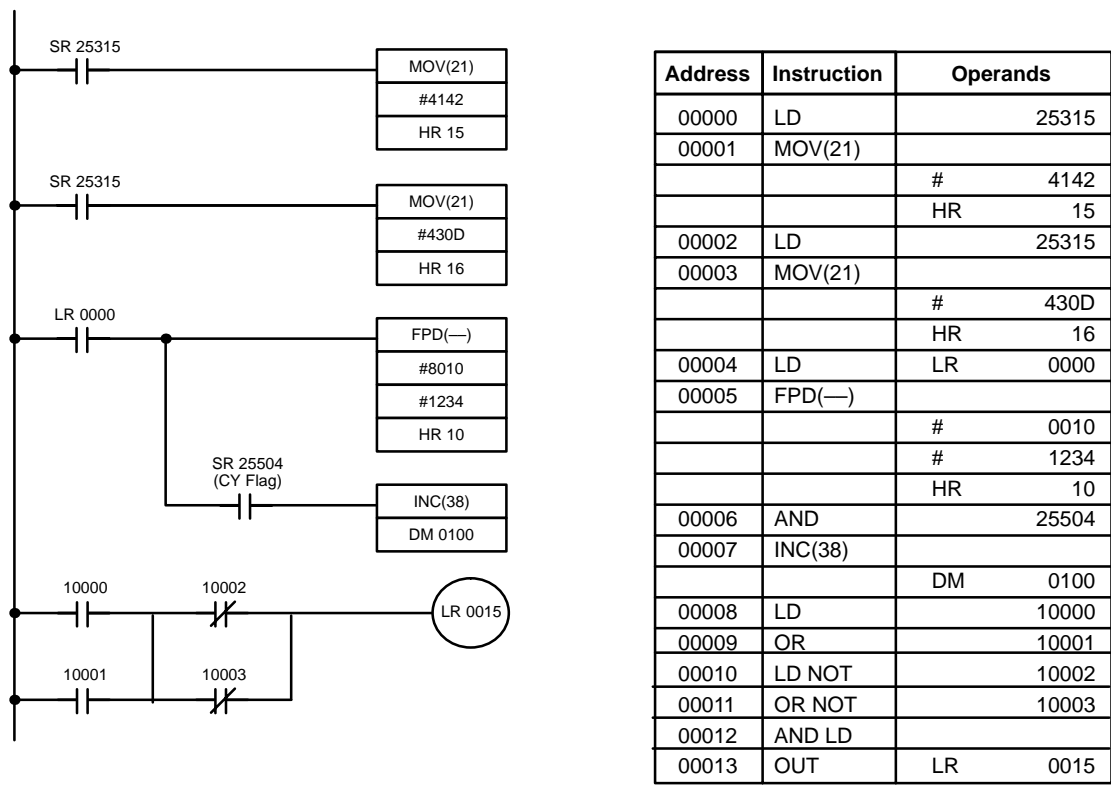 SR 25315
MOV(21)
#4142
HR 15
SR 25315
MOV(21)
#430D
HR 16
LR 0000
FPD(—)
#8010
#1234
HR 10
SR 25504
(CY Flag)
INC(38)
DM 0100
10000
10002
LR 0015
10001
10003
Address Instruction Operands
00000 LD 25315
00001 MOV(21)
# 4142
HR 15
00002 LD 25315
00003 MOV(21)
# 430D
HR 16
00004 LD LR 0000
00005 FPD(—)
# 0010
# 1234
HR 10
00006 AND 25504
00007 INC(38)
DM 0100
00008 LD 10000
00009 OR 10001
00010 LD NOT 10002
00011 OR NOT 10003
00012 AND LD
00013 OUT LR 0015